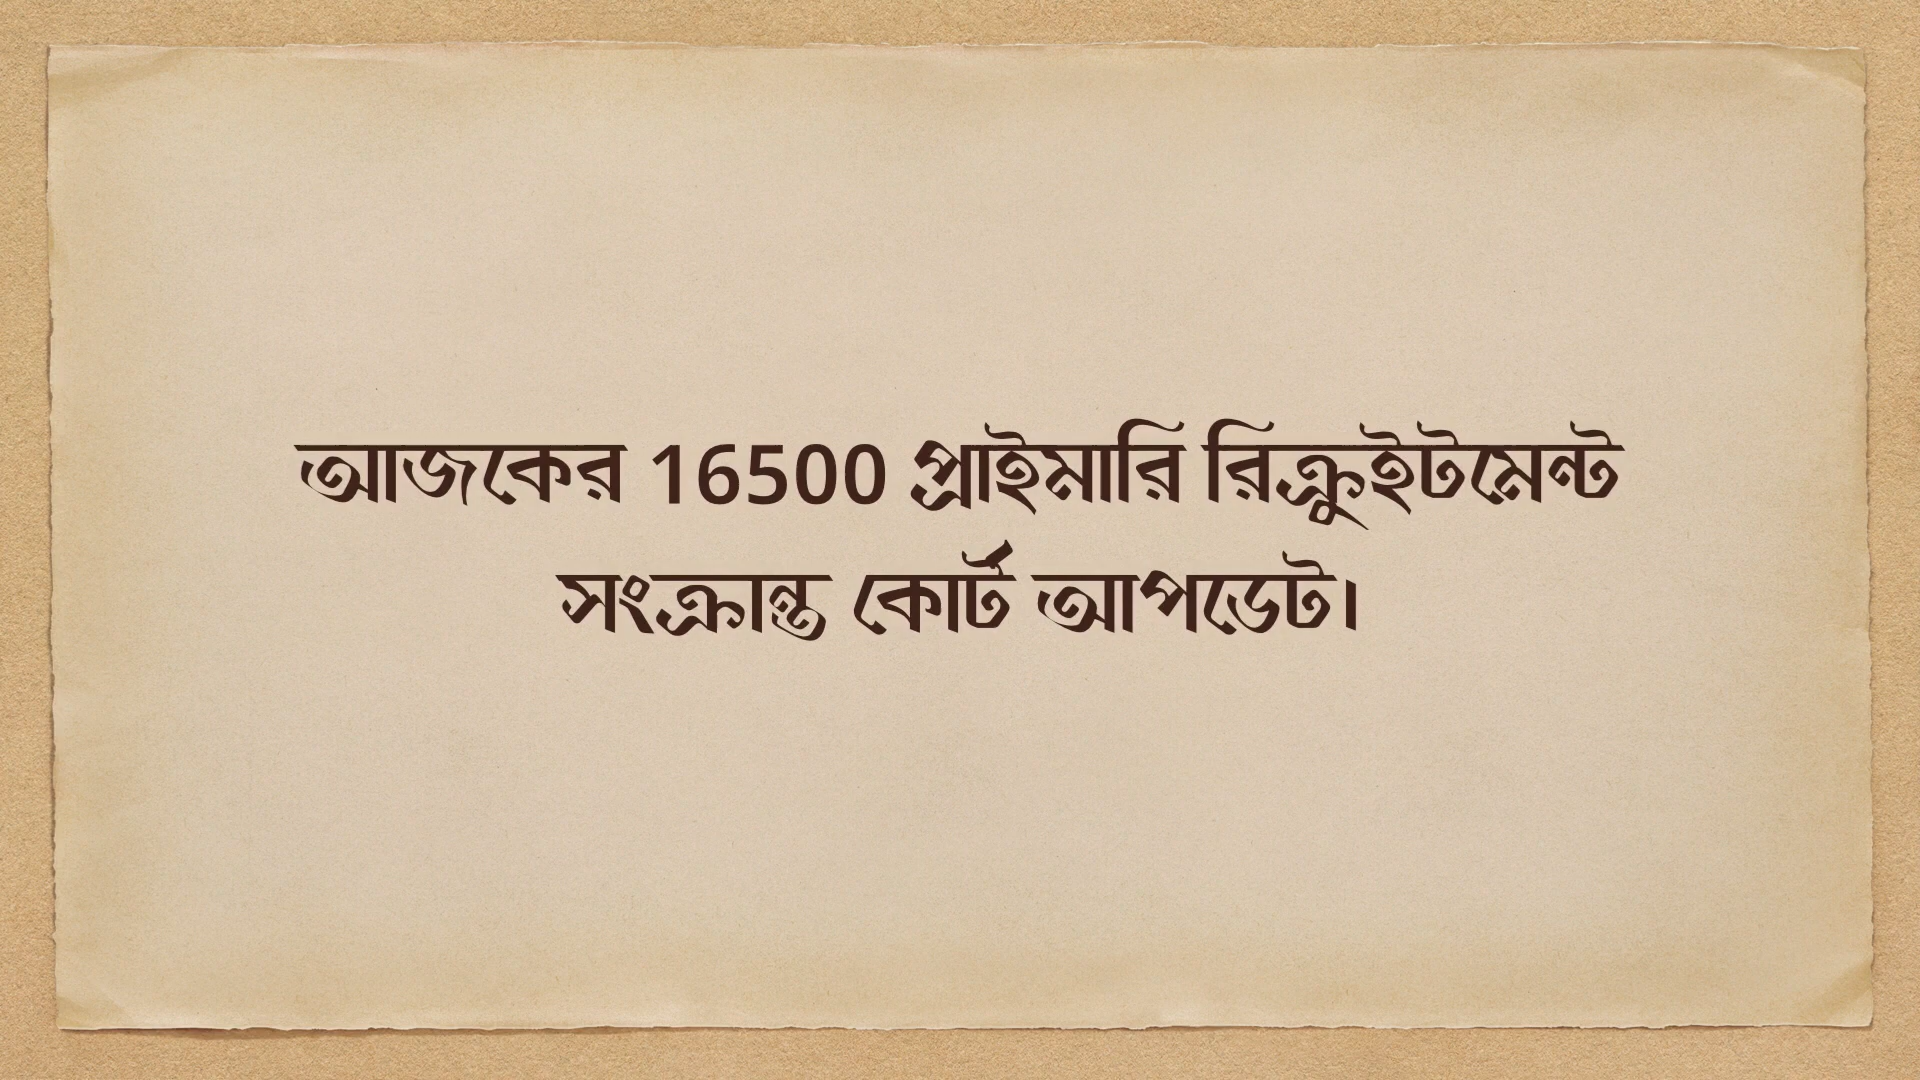 আজকের 16500 প্রাইমারি রিক্রুইটমেন্ট
সংক্রান্ত কোর্ট আপডেট।